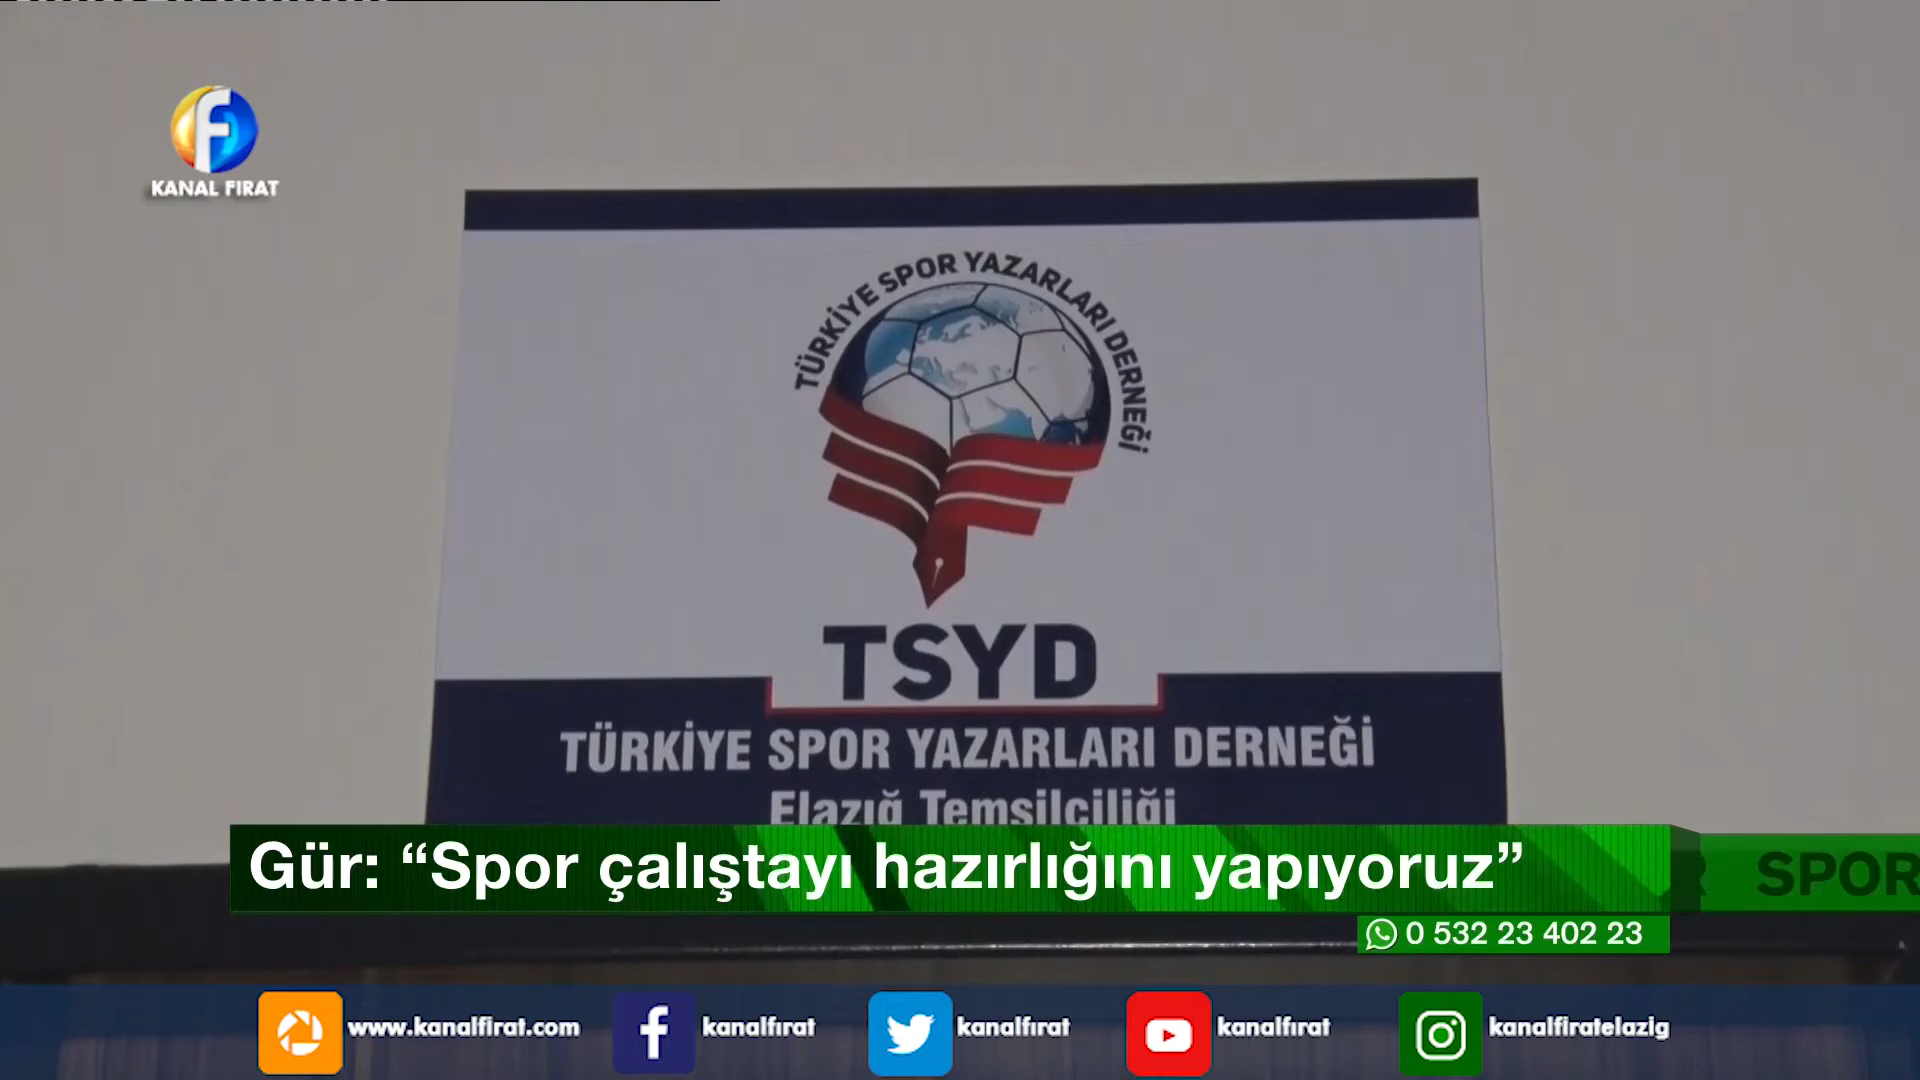 KANAL FIRAT
TÜRKİYE SPOR YAZARLARI DERNEĞİ
TSYD
TÜRKİYE SPOR YAZARLARI DERNEĞİ
Elazığ Temsilciliği
Gür: “Spor çalıştayı hazırlığını yapıyoruz”
SPOR
0 532 23 402 23
www.kanalfirat.com
kanalfırat
kanalfırat
kanalfırat
kanalfiratelazig